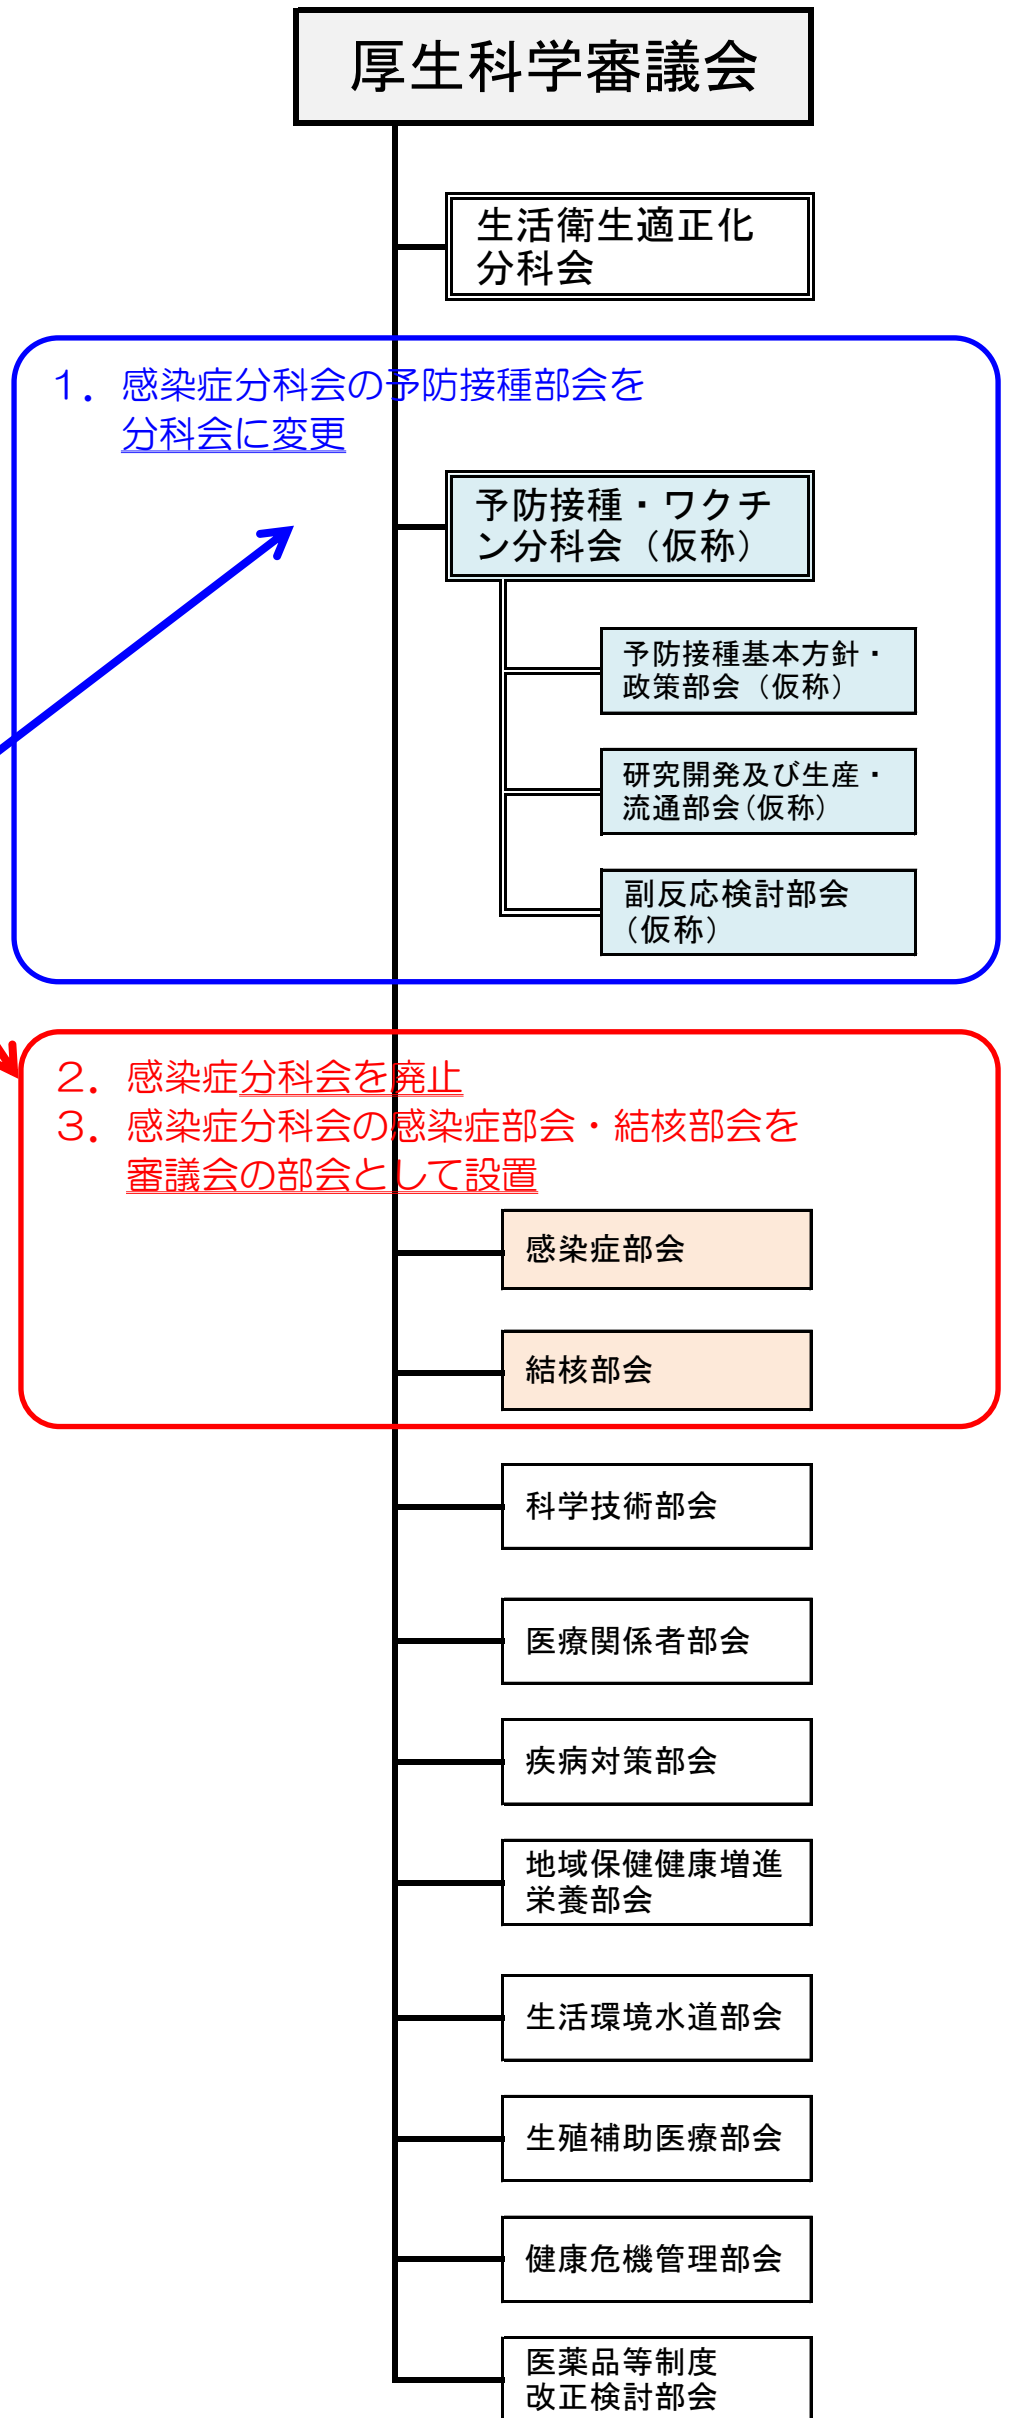 厚生科学審議会
生活衛生適正化
分科会
１．感染症分科会の予防接種部会を
分科会に変更
予防接種・ワクチ
ン分科会（仮称）
予防接種基本方針・
政策部会（仮称）
研究開発及び生産・
流通部会(仮称)
副反応検討部会
（仮称）
２．感染症分科会を廃止
３．感染症分科会の感染症部会・結核部会を
審議会の部会として設置
感染症部会
結核部会
科学技術部会
医療関係者部会
疾病対策部会
地域保健健康増進
栄養部会
生活環境水道部会
生殖補助医療部会
健康危機管理部会
医薬品等制度
改正検討部会